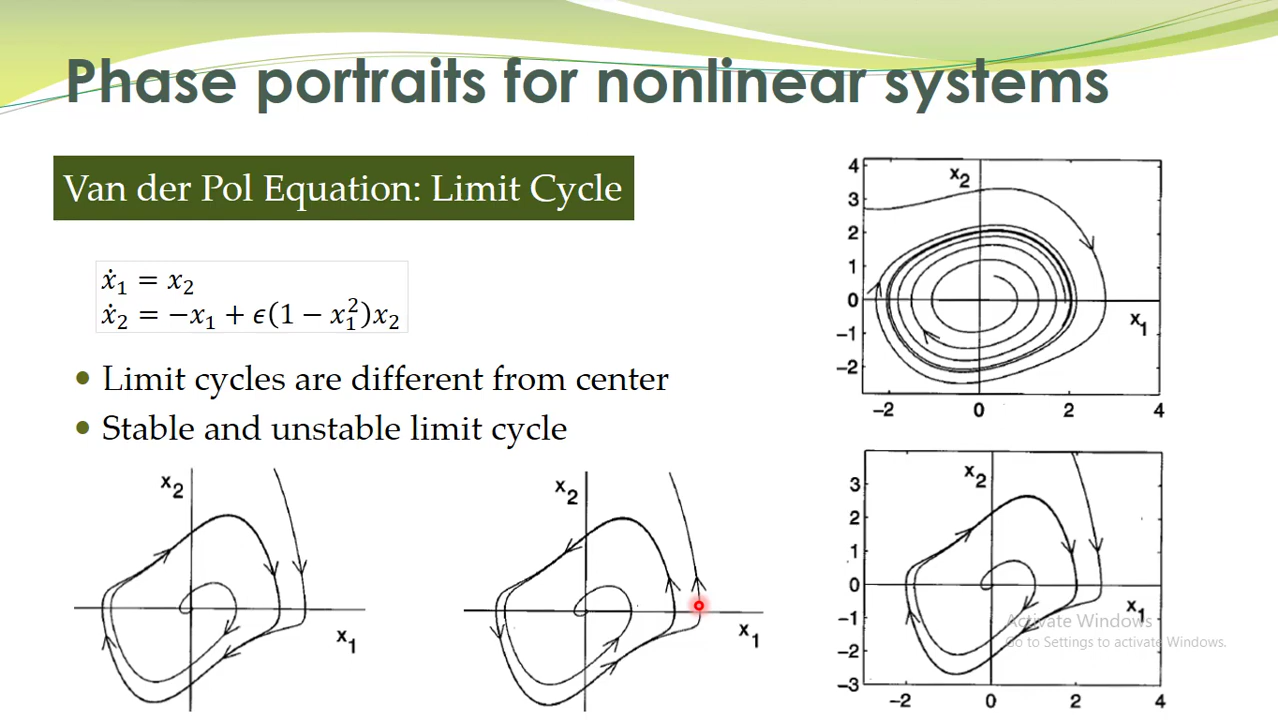 Phase portraits for nonlinear systems
Van der Pol Equation: Limit Cycle
ẋ₁ = x₂
ẋ₂ = −x₁ + ϵ(1 − x₁²)x₂
• Limit cycles are different from center
• Stable and unstable limit cycle
x₂
4
3
2
1
0
−1
−2
x₁
−2 0 2 4
x₂
x₁
x₂
x₁
x₂
3
2
1
0
−1
−2
−3
x₁
−2 0 2 4
Activate Windows
Go to Settings to activate Windows.